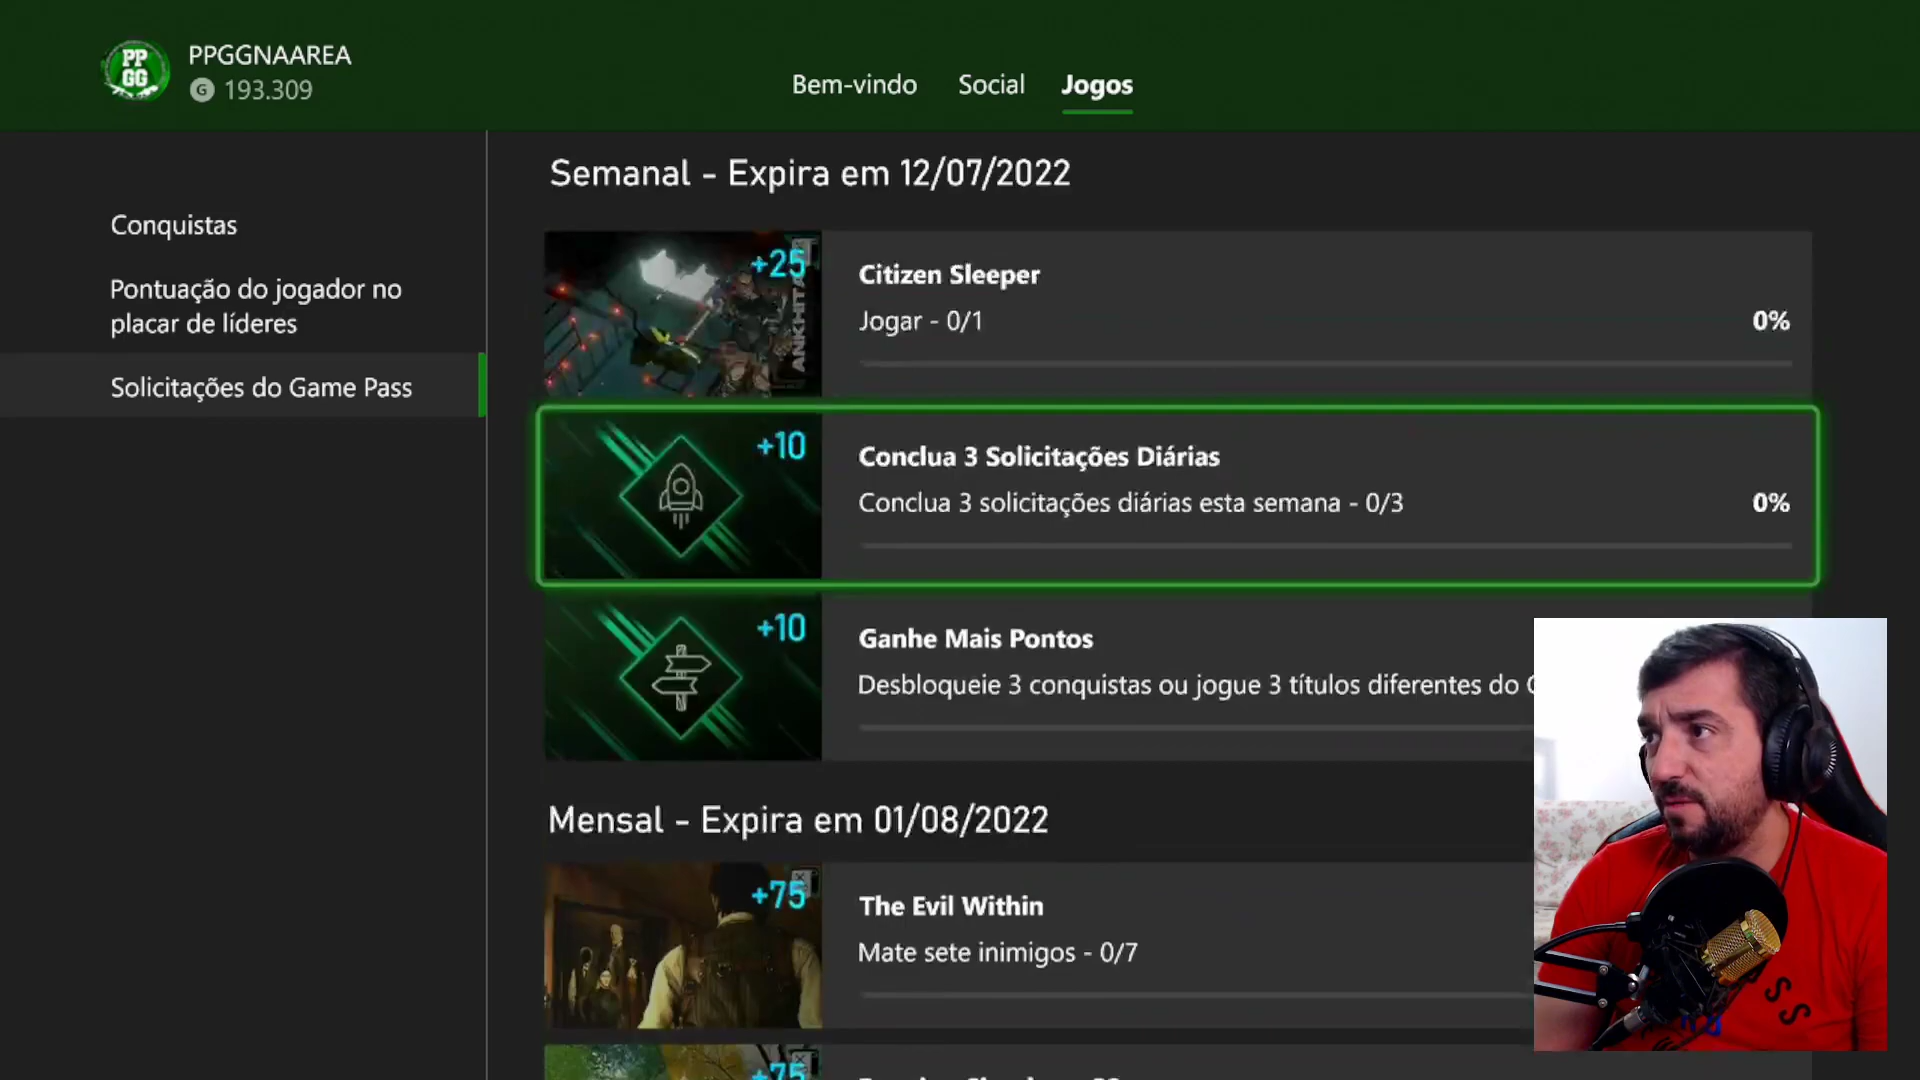 PP
GG
PPGGNAAREA
G 193.309
Bem-vindo
Social
Jogos
Conquistas
Pontuação do jogador no
placar de líderes
Solicitações do Game Pass
Semanal - Expira em 12/07/2022
+25
ANKHITA
Citizen Sleeper
Jogar - 0/1
0%
+10
Conclua 3 Solicitações Diárias
Conclua 3 solicitações diárias esta semana - 0/3
0%
+10
Ganhe Mais Pontos
Desbloqueie 3 conquistas ou jogue 3 títulos diferentes do
Mensal - Expira em 01/08/2022
+75
The Evil Within
Mate sete inimigos - 0/7
+75